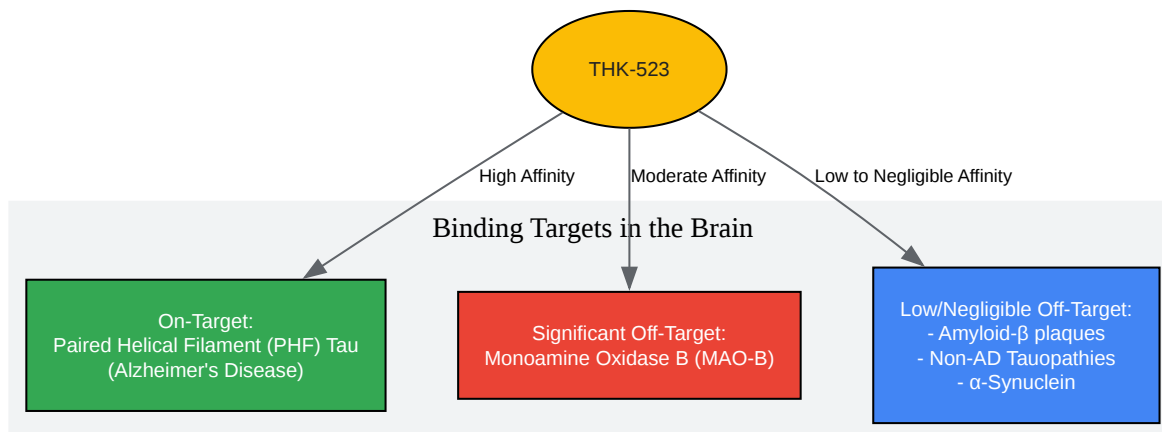 THK-523
High Affinity
Moderate Affinity
Low to Negligible Affinity
Binding Targets in the Brain
On-Target:
Paired Helical Filament (PHF) Tau
(Alzheimer's Disease)
Significant Off-Target:
Monoamine Oxidase B (MAO-B)
Low/Negligible Off-Target:
- Amyloid-β plaques
- Non-AD Tauopathies
- α-Synuclein